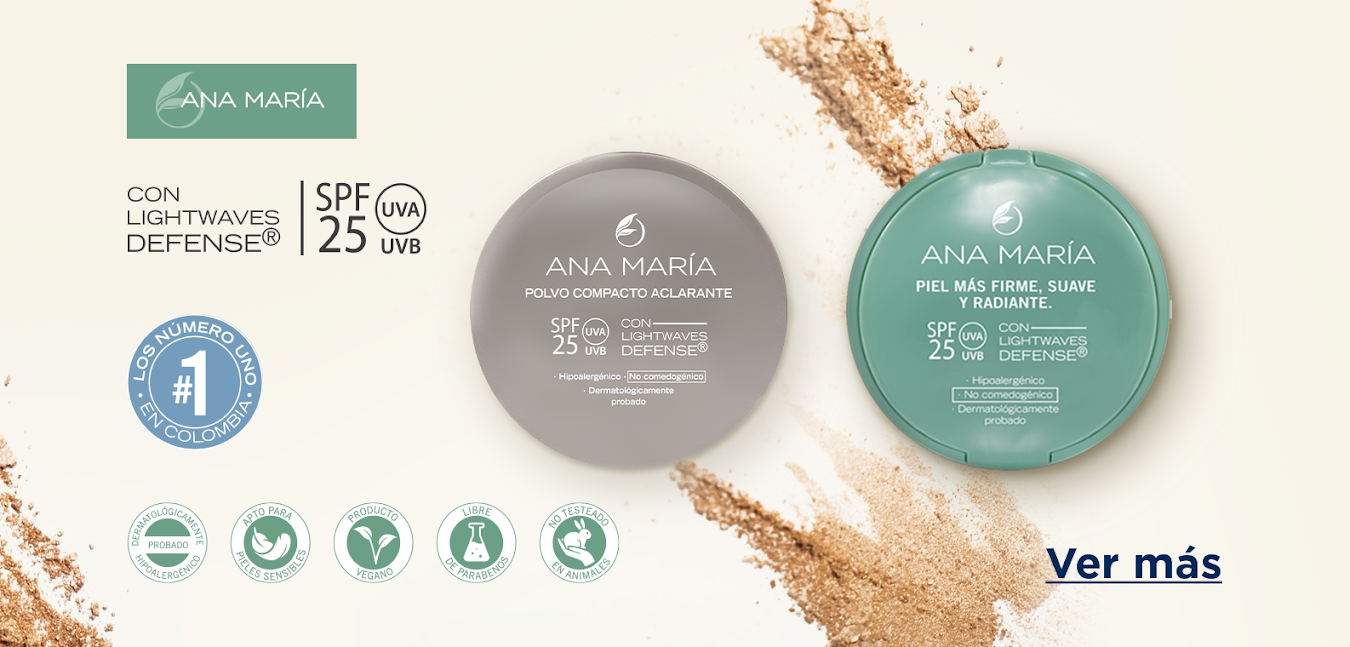 ANA MARÍA
CON
LIGHTWAVES
DEFENSE®
SPF
25
UVA
UVB
LOS NÚMERO UNO
#1
EN COLOMBIA
DERMATOLÓGICAMENTE
PROBADO
HIPOALERGÉNICO
APTO PARA
PIELES SENSIBLES
PRODUCTO
VEGANO
LIBRE
DE PARABENOS
NO TESTEADO
EN ANIMALES
ANA MARÍA
POLVO COMPACTO ACLARANTE
SPF
25
UVA
UVB
CON
LIGHTWAVES
DEFENSE®
· Hipoalergénico · No comedogénico
· Dermatológicamente
probado
ANA MARÍA
PIEL MÁS FIRME, SUAVE
Y RADIANTE.
SPF
25
UVA
UVB
CON
LIGHTWAVES
DEFENSE®
· Hipoalergénico
· No comedogénico
· Dermatológicamente
probado
Ver más